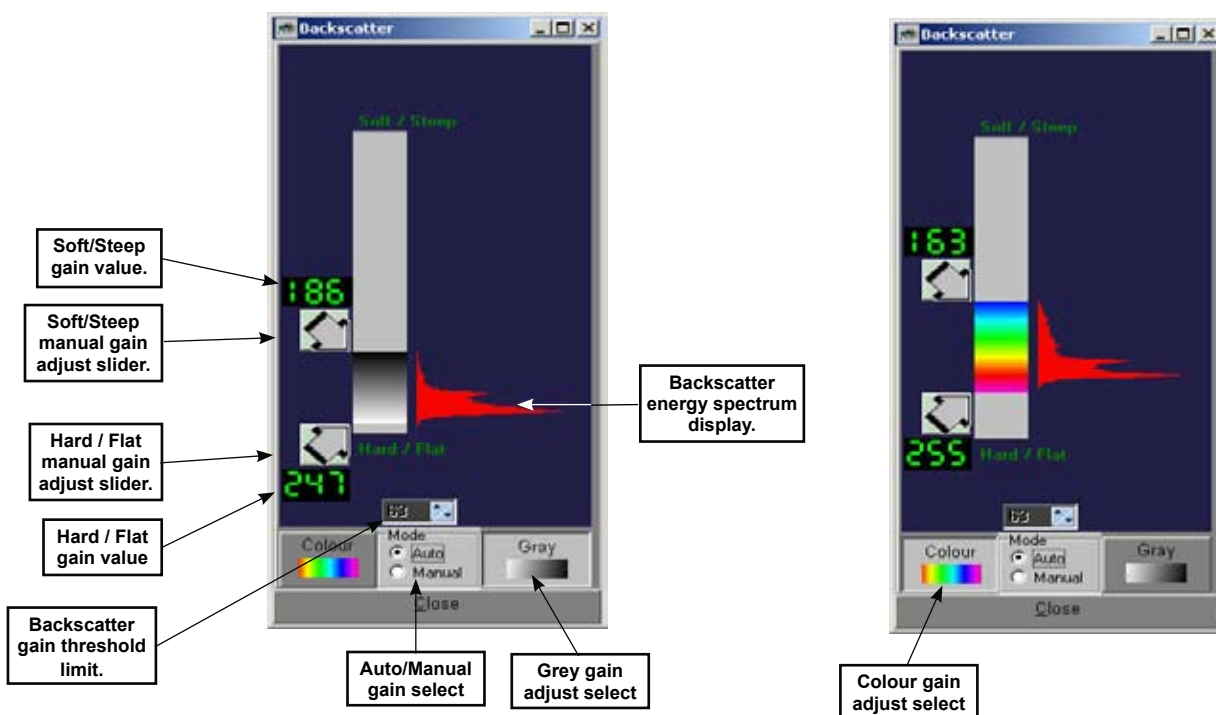 Backscatter
Soft / Steep
186
247
Hard / Flat
63
Colour
Mode
Auto
Manual
Gray
Close
Soft/Steep
gain value.
Soft/Steep
manual gain
adjust slider.
Hard / Flat
manual gain
adjust slider.
Hard / Flat
gain value
Backscatter
gain threshold
limit.
Auto/Manual
gain select
Grey gain
adjust select
Backscatter
energy spectrum
display.
Backscatter
Soft / Steep
163
255
Hard / Flat
63
Colour
Mode
Auto
Manual
Gray
Close
Colour gain
adjust select